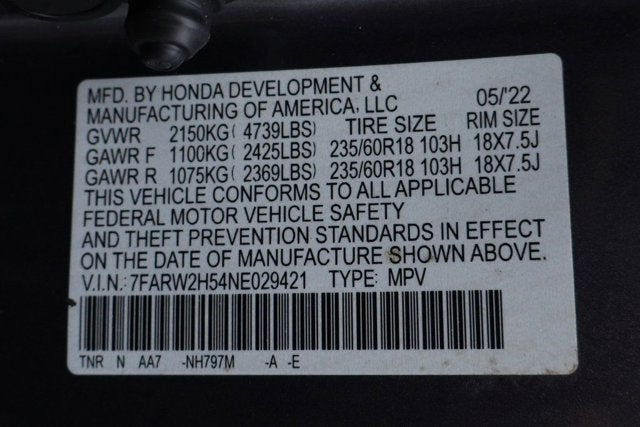 MFD. BY HONDA DEVELOPMENT &
MANUFACTURING OF AMERICA, LLC 05/'22
GVWR 2150KG( 4739LBS) TIRE SIZE RIM SIZE
GAWR F 1100KG( 2425LBS) 235/60R18 103H 18X7.5J
GAWR R 1075KG( 2369LBS) 235/60R18 103H 18X7.5J
THIS VEHICLE CONFORMS TO ALL APPLICABLE
FEDERAL MOTOR VEHICLE SAFETY
AND THEFT PREVENTION STANDARDS IN EFFECT
ON THE DATE OF MANUFACTURE SHOWN ABOVE.
V.I.N.: 7FARW2H54NE029421 TYPE: MPV
TNR N AA7 -NH797M -A -E